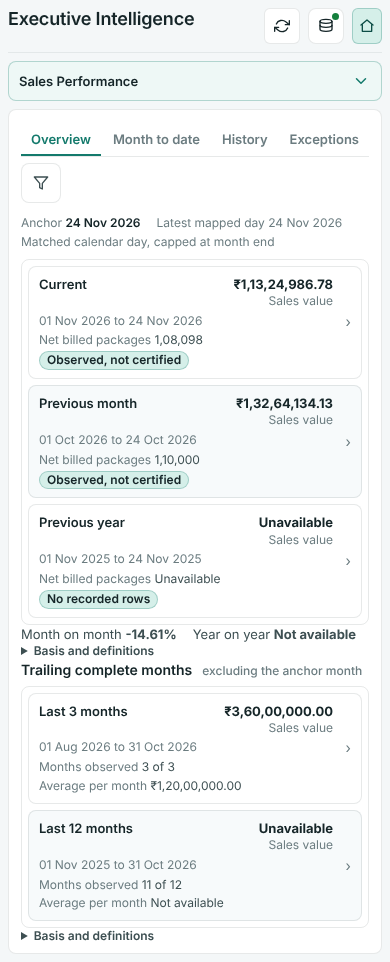 Executive Intelligence
Sales Performance
Overview Month to date History Exceptions
Anchor 24 Nov 2026 Latest mapped day 24 Nov 2026
Matched calendar day, capped at month end
Current ₹1,13,24,986.78
Sales value
01 Nov 2026 to 24 Nov 2026
Net billed packages 1,08,098
Observed, not certified
Previous month ₹1,32,64,134.13
Sales value
01 Oct 2026 to 24 Oct 2026
Net billed packages 1,10,000
Observed, not certified
Previous year Unavailable
Sales value
01 Nov 2025 to 24 Nov 2025
Net billed packages Unavailable
No recorded rows
Month on month -14.61% Year on year Not available
Basis and definitions
Trailing complete months excluding the anchor month
Last 3 months ₹3,60,00,000.00
Sales value
01 Aug 2026 to 31 Oct 2026
Months observed 3 of 3
Average per month ₹1,20,00,000.00
Last 12 months Unavailable
Sales value
01 Nov 2025 to 31 Oct 2026
Months observed 11 of 12
Average per month Not available
Basis and definitions